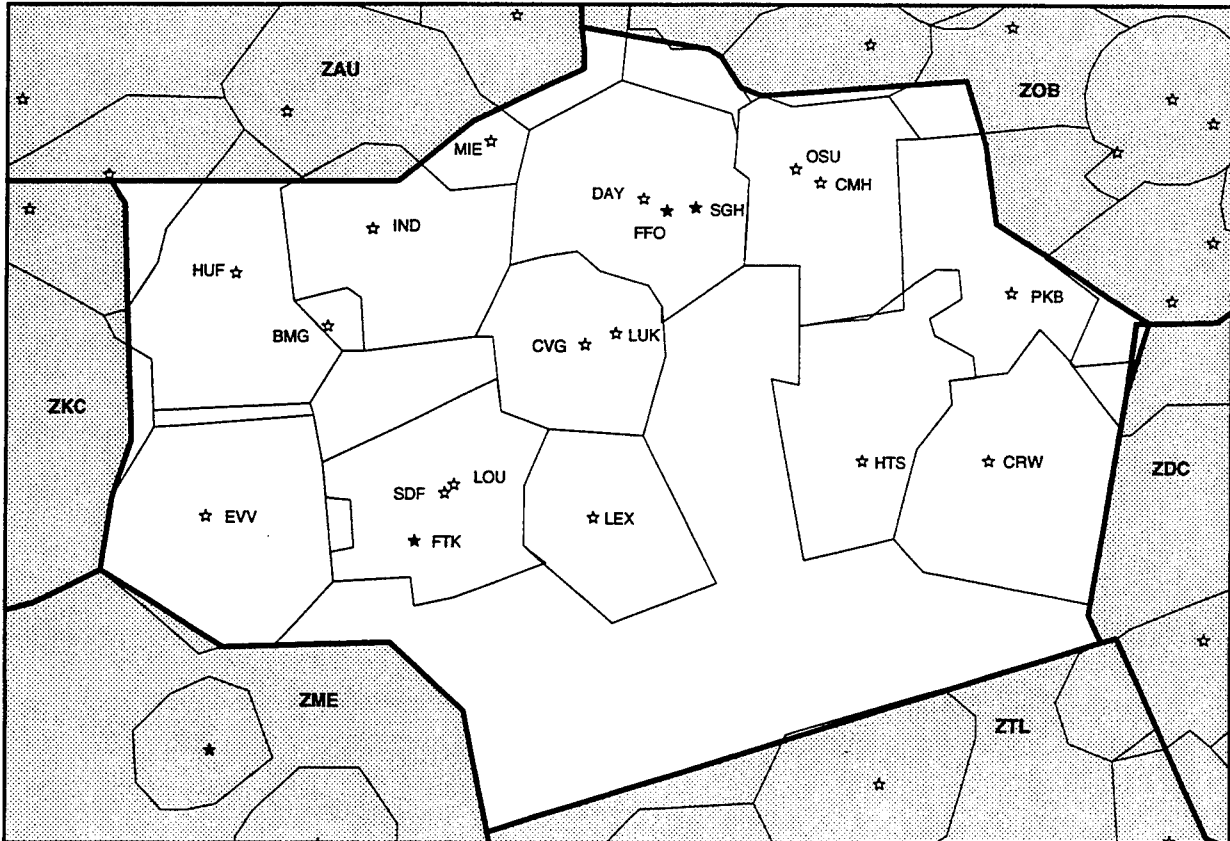 ZAU
ZOB
MIE
OSU
CMH
DAY
SGH
FFO
IND
HUF
PKB
BMG
LUK
CVG
ZKC
HTS
CRW
ZDC
LOU
SDF
EVV
LEX
FTK
ZME
ZTL